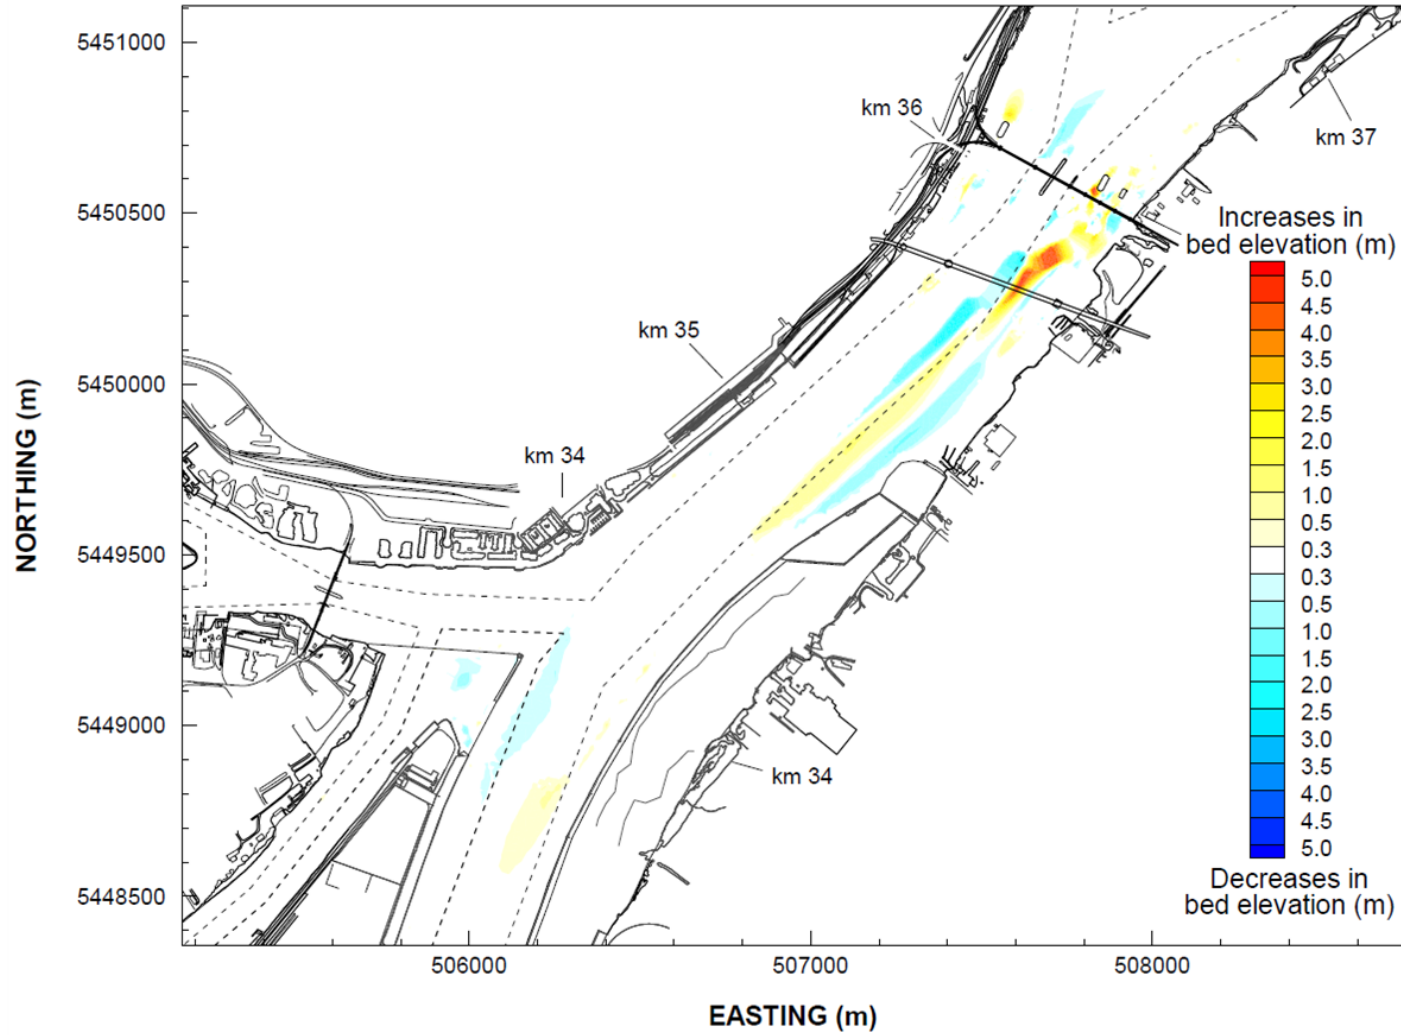 5451000
5450500
5450000
5449500
5449000
5448500
NORTHING (m)
km 36
km 37
km 35
km 34
km 34
Increases in
bed elevation (m)
5.0
4.5
4.0
3.5
3.0
2.5
2.0
1.5
1.0
0.5
0.3
0.3
0.5
1.0
1.5
2.0
2.5
3.0
3.5
4.0
4.5
5.0
Decreases in
bed elevation (m)
506000
507000
508000
EASTING (m)